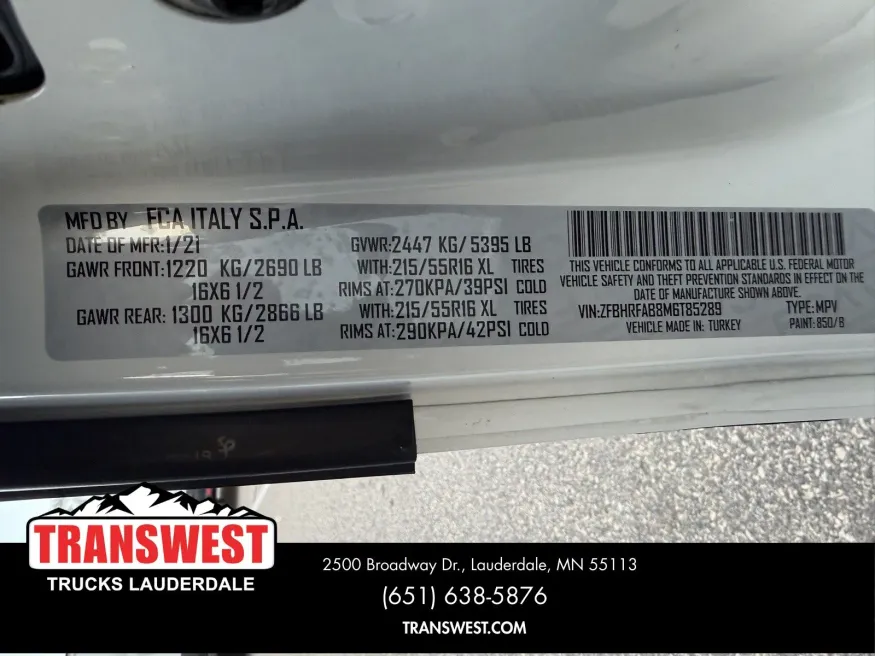 MFD BY FCA ITALY S.P.A.
DATE OF MFR:1/21 GVWR:2447 KG/5395 LB
GAWR FRONT:1220 KG/2690 LB WITH:215/55R16 XL TIRES
16X6 1/2 RIMS AT:270KPA/39PSI COLD
GAWR REAR:1300 KG/2866 LB WITH:215/55R16 XL TIRES
16X6 1/2 RIMS AT:290KPA/42PSI COLD
THIS VEHICLE CONFORMS TO ALL APPLICABLE U.S. FEDERAL MOTOR
VEHICLE SAFETY AND THEFT PREVENTION STANDARDS IN EFFECT ON
THE DATE OF MANUFACTURE SHOWN ABOVE.
VIN:ZFBHRFAB8M6T85289 TYPE:MPV
VEHICLE MADE IN: TURKEY PAINT:850/B
TRANSWEST
TRUCKS LAUDERDALE
2500 Broadway Dr., Lauderdale, MN 55113
(651) 638-5876
TRANSWEST.COM